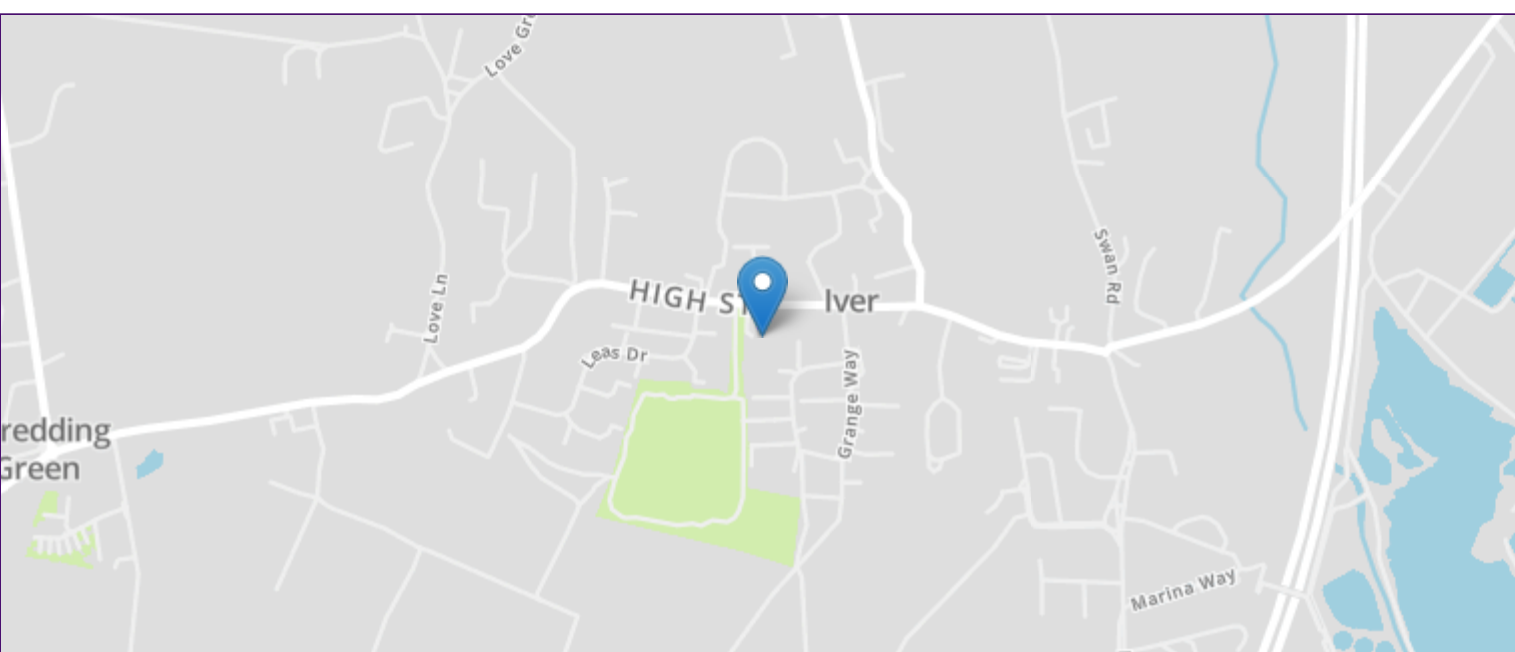 Love Gr
Swan Rd
Love Ln
HIGH ST
Iver
Leas Dr
Grange Way
redding
Green
Marina Way